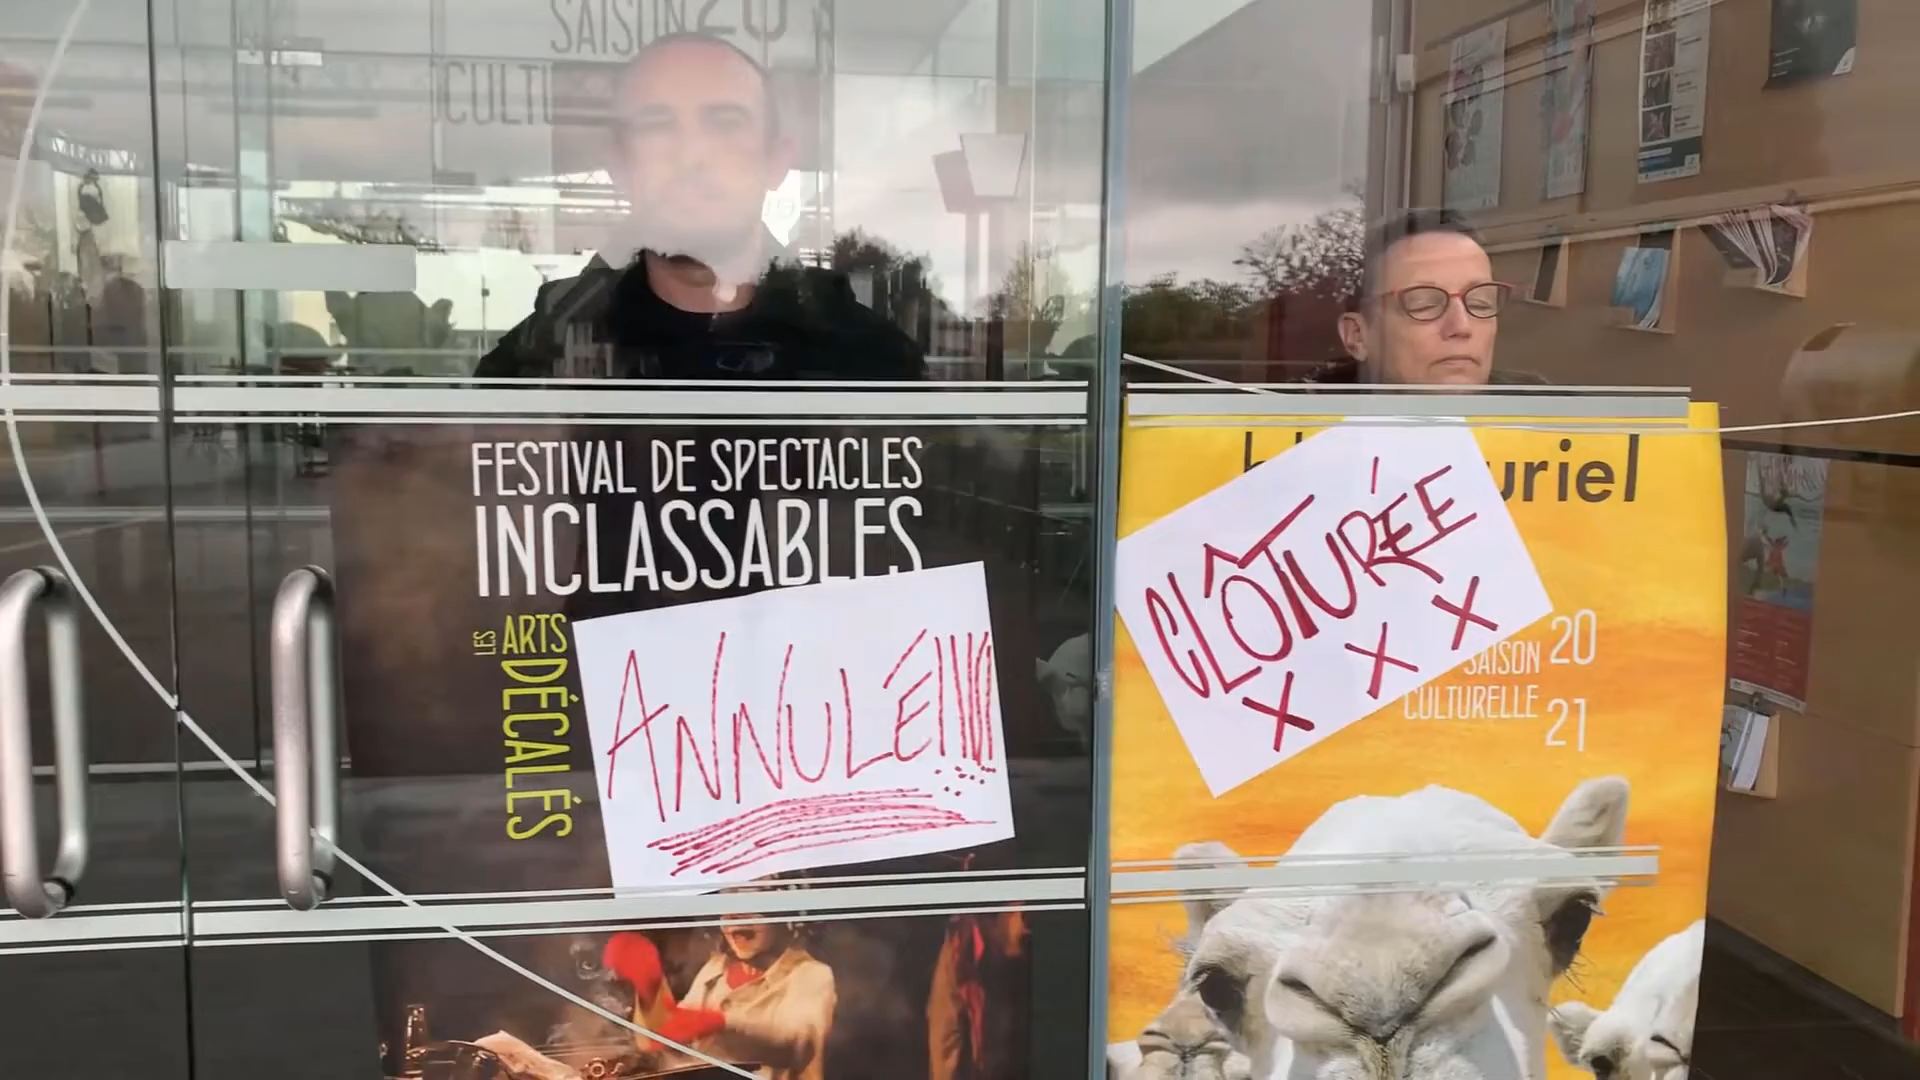 SAISON 20
CULTU
FESTIVAL DE SPECTACLES
INCLASSABLES
LES ARTS
DÉCALÉS
ANNULÉ!!!!!
uriel
CLÔTURÉE
X X X
SAISON 20
CULTURELLE 21